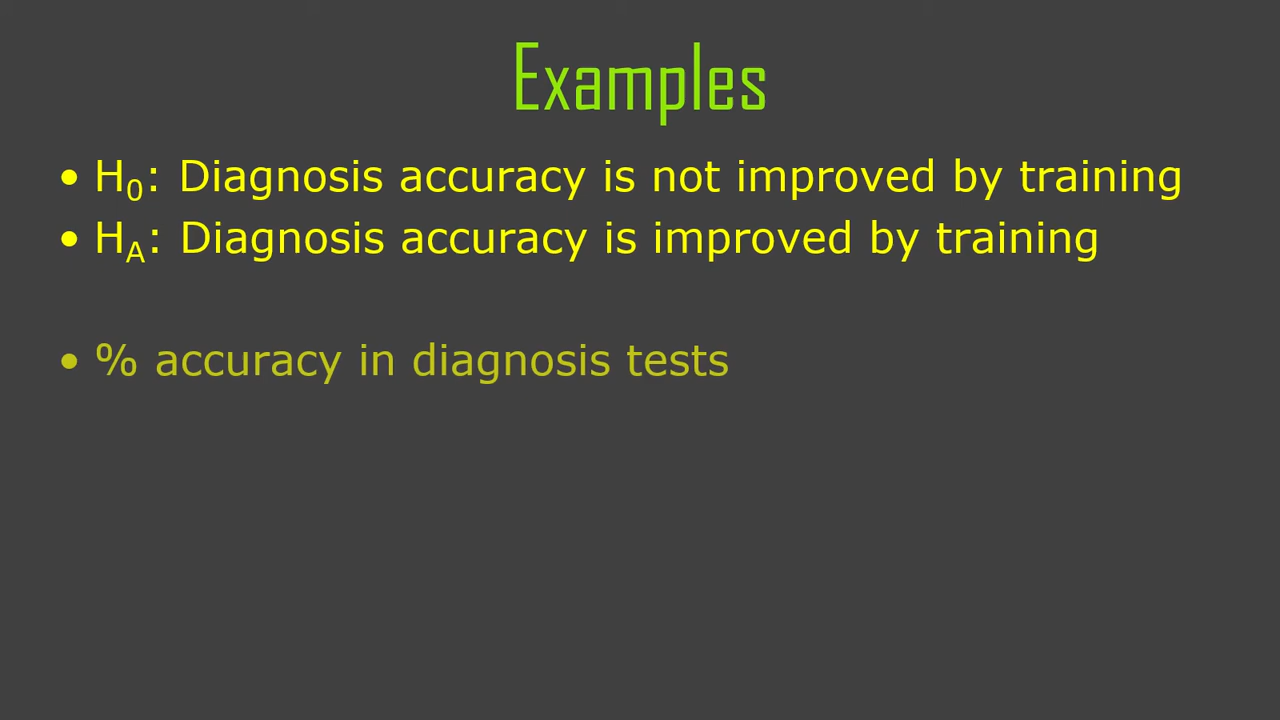 Examples
• H₀: Diagnosis accuracy is not improved by training
• Hₐ: Diagnosis accuracy is improved by training
• % accuracy in diagnosis tests